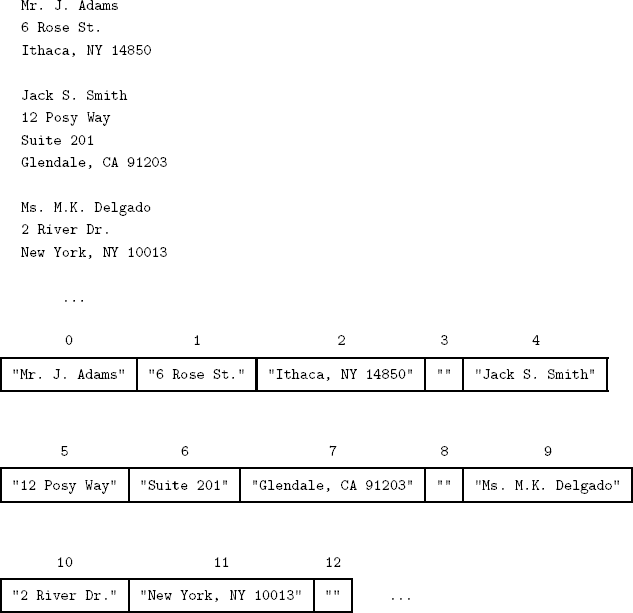 Mr. J. Adams
6 Rose St.
Ithaca, NY 14850
Jack S. Smith
12 Posy Way
Suite 201
Glendale, CA 91203
Ms. M.K. Delgado
2 River Dr.
New York, NY 10013
...
0 1 2 3 4
"Mr. J. Adams" "6 Rose St." "Ithaca, NY 14850" "" "Jack S. Smith"
5 6 7 8 9
"12 Posy Way" "Suite 201" "Glendale, CA 91203" "" "Ms. M.K. Delgado"
10 11 12
"2 River Dr." "New York, NY 10013" "" ...